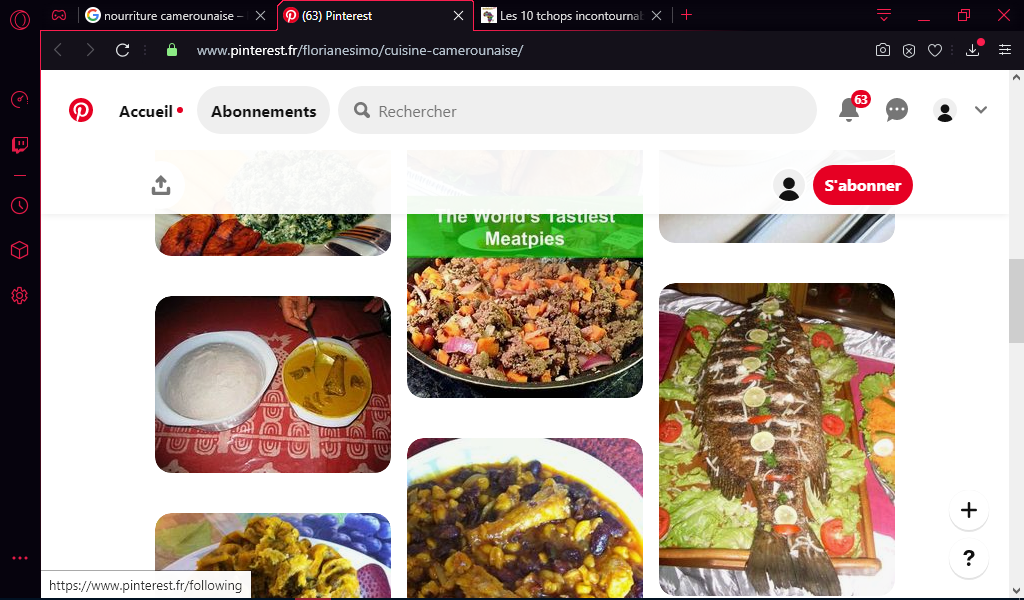 nourriture camerounaise –
(63) Pinterest
Les 10 tchops incontournal
www.pinterest.fr/florianesimo/cuisine-camerounaise/
Accueil
Abonnements
Rechercher
63
S'abonner
The World's Tastiest
Meatpies
+
?
https://www.pinterest.fr/following